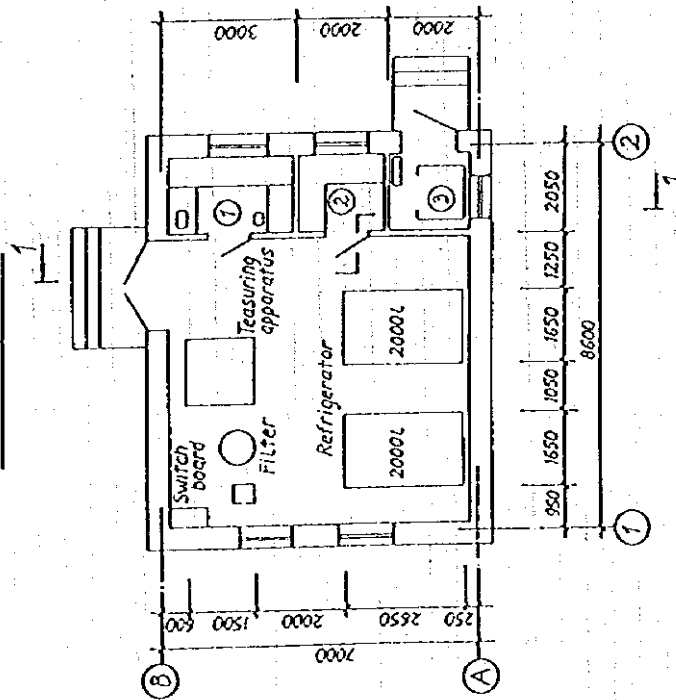 3000
2000
2000
1
1
Switch
board
Filter
Teasuring
apparatus
Refrigerator
2000L
2000L
1
2
3
600
1500
2000
2650
250
7000
B
A
950
1650
1050
1650
1250
2050
8600
1
2